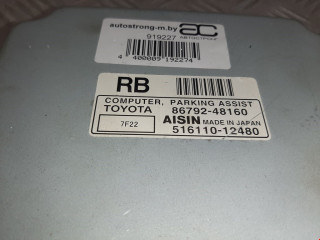 autostrong-m.by
919227
4 400009 192274
RB
COMPUTER, PARKING ASSIST
TOYOTA 86792-48160
7F22
AISIN MADE IN JAPAN
516110-12480